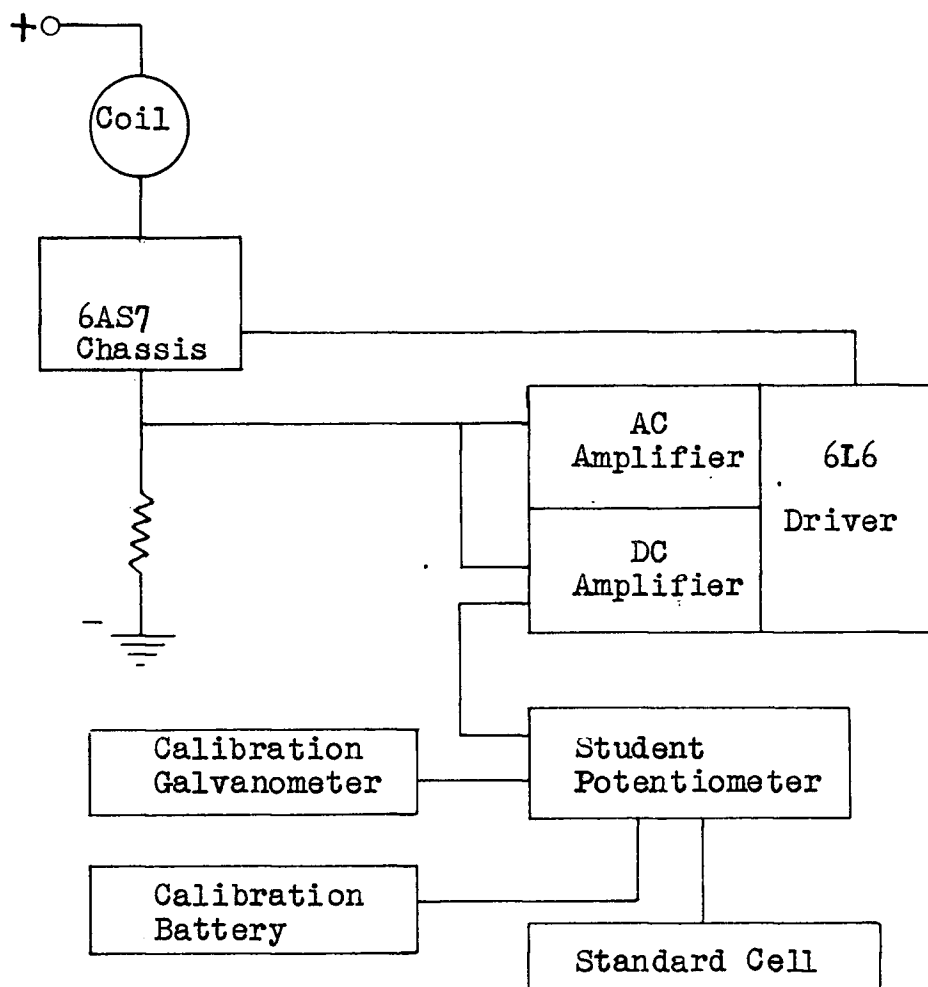 +
Coil
6AS7
Chassis
AC
Amplifier
6L6
Driver
DC
Amplifier
-
Calibration
Galvanometer
Student
Potentiometer
Calibration
Battery
Standard Cell